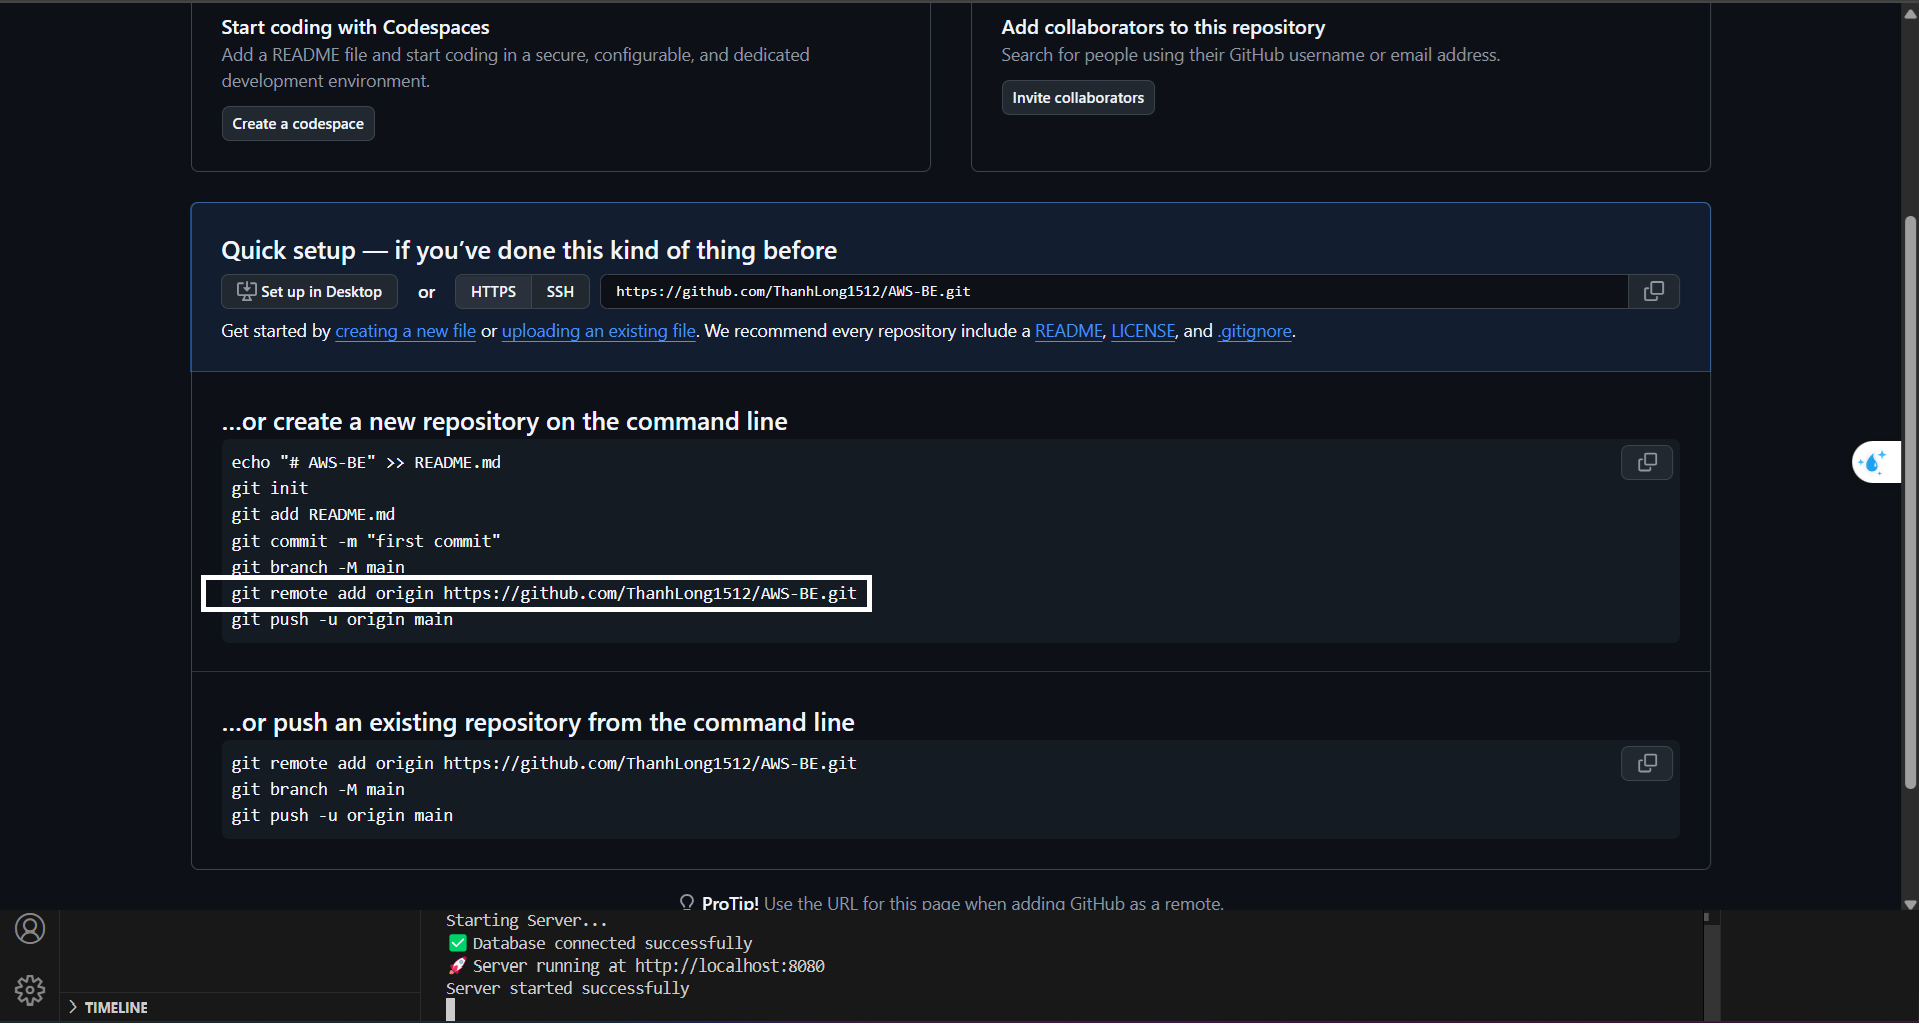 Start coding with Codespaces
Add a README file and start coding in a secure, configurable, and dedicated
development environment.
Create a codespace
Add collaborators to this repository
Search for people using their GitHub username or email address.
Invite collaborators
Quick setup — if you’ve done this kind of thing before
Set up in Desktop or HTTPS SSH https://github.com/ThanhLong1512/AWS-BE.git
Get started by creating a new file or uploading an existing file. We recommend every repository include a README, LICENSE, and .gitignore.
...or create a new repository on the command line
echo "# AWS-BE" >> README.md
git init
git add README.md
git commit -m "first commit"
git branch -M main
git remote add origin https://github.com/ThanhLong1512/AWS-BE.git
git push -u origin main
...or push an existing repository from the command line
git remote add origin https://github.com/ThanhLong1512/AWS-BE.git
git branch -M main
git push -u origin main
ProTip! Use the URL for this page when adding GitHub as a remote.
Starting Server...
✅ Database connected successfully
🚀 Server running at http://localhost:8080
Server started successfully
TIMELINE